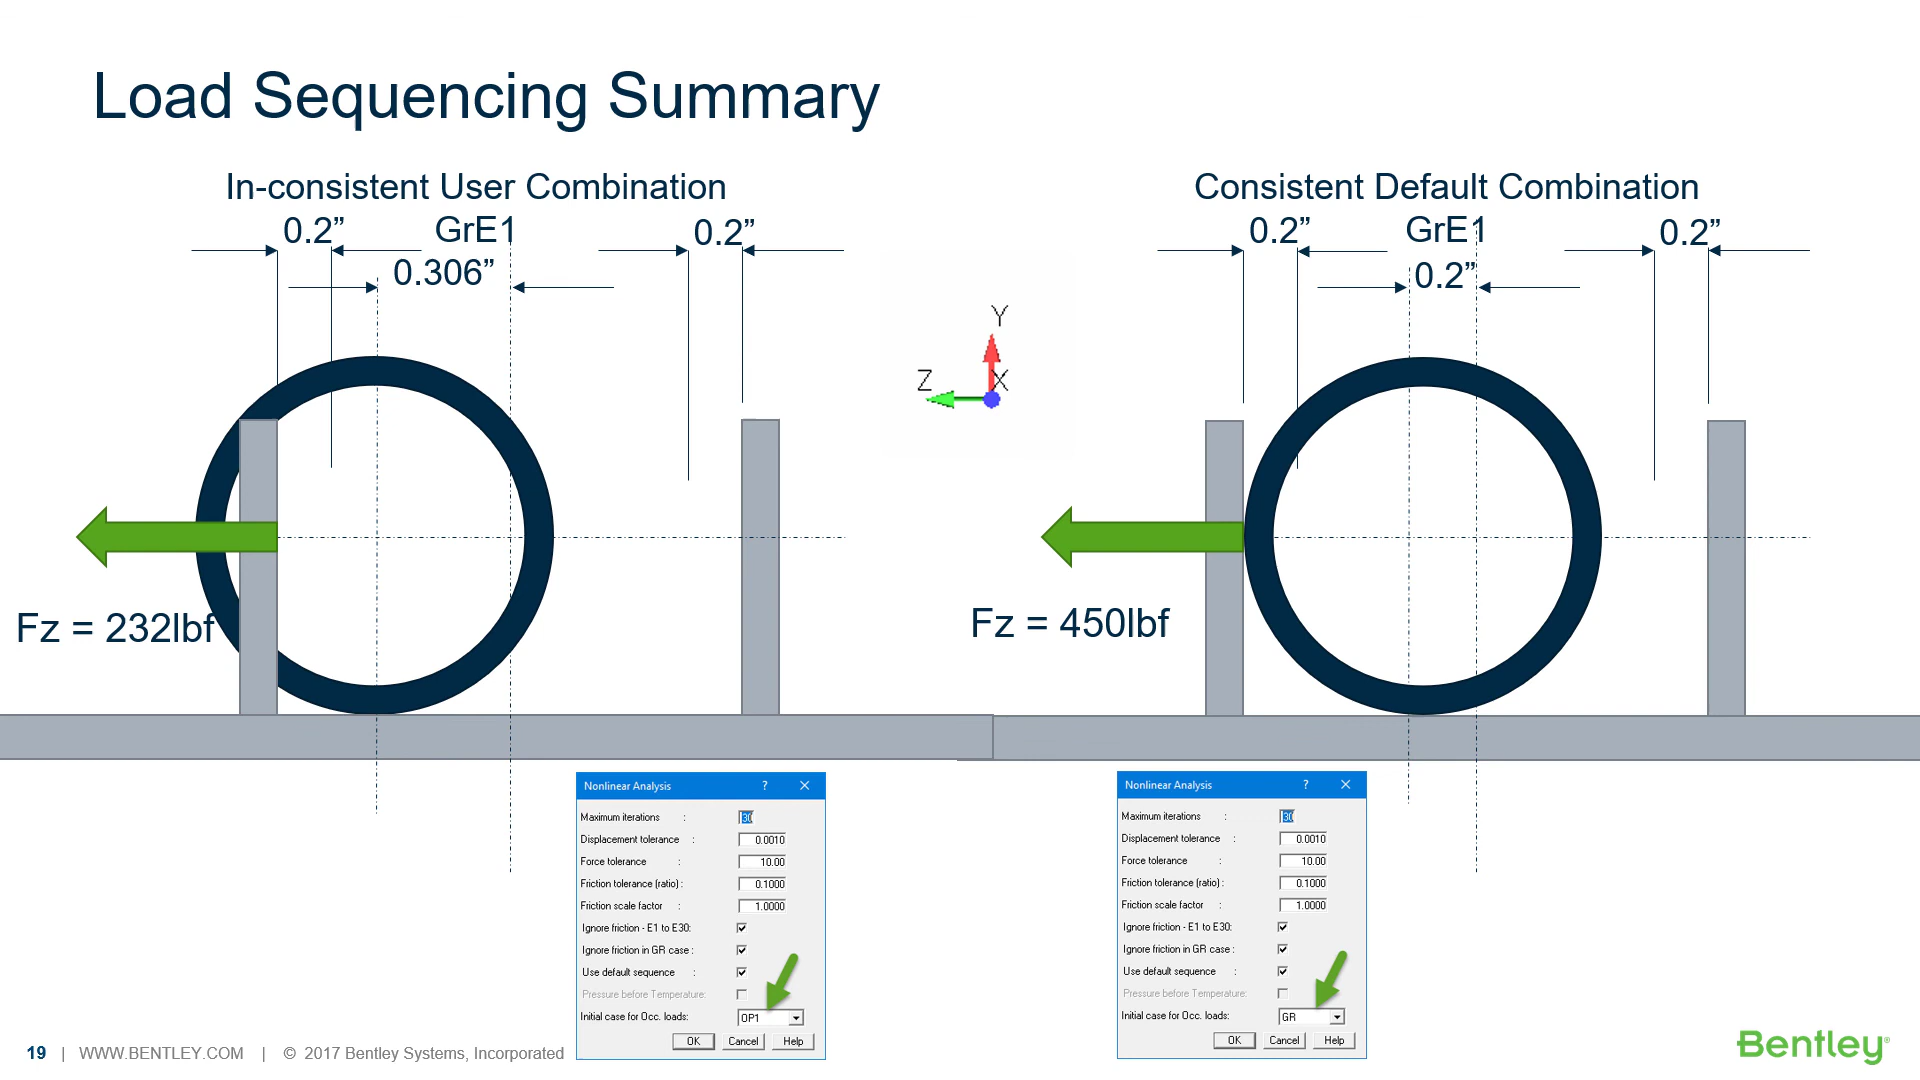 Load Sequencing Summary
In-consistent User Combination
GrE1
0.2”
0.2”
0.306”
Fz = 232lbf
Y
Z
X
Consistent Default Combination
GrE1
0.2”
0.2”
0.2”
Fz = 450lbf
Nonlinear Analysis ?
Maximum iterations : 30
Displacement tolerance : 0.0010
Force tolerance : 10.00
Friction tolerance (ratio) : 0.1000
Friction scale factor : 1.0000
Ignore friction - E1 to E30:
Ignore friction in GR case :
Use default sequence :
Pressure before Temperature:
Initial case for Occ. loads: OP1
OK Cancel Help
Nonlinear Analysis ?
Maximum iterations : 30
Displacement tolerance : 0.0010
Force tolerance : 10.00
Friction tolerance (ratio) : 0.1000
Friction scale factor : 1.0000
Ignore friction - E1 to E30:
Ignore friction in GR case :
Use default sequence :
Pressure before Temperature:
Initial case for Occ. loads: GR
OK Cancel Help
19 | WWW.BENTLEY.COM | © 2017 Bentley Systems, Incorporated
Bentley®